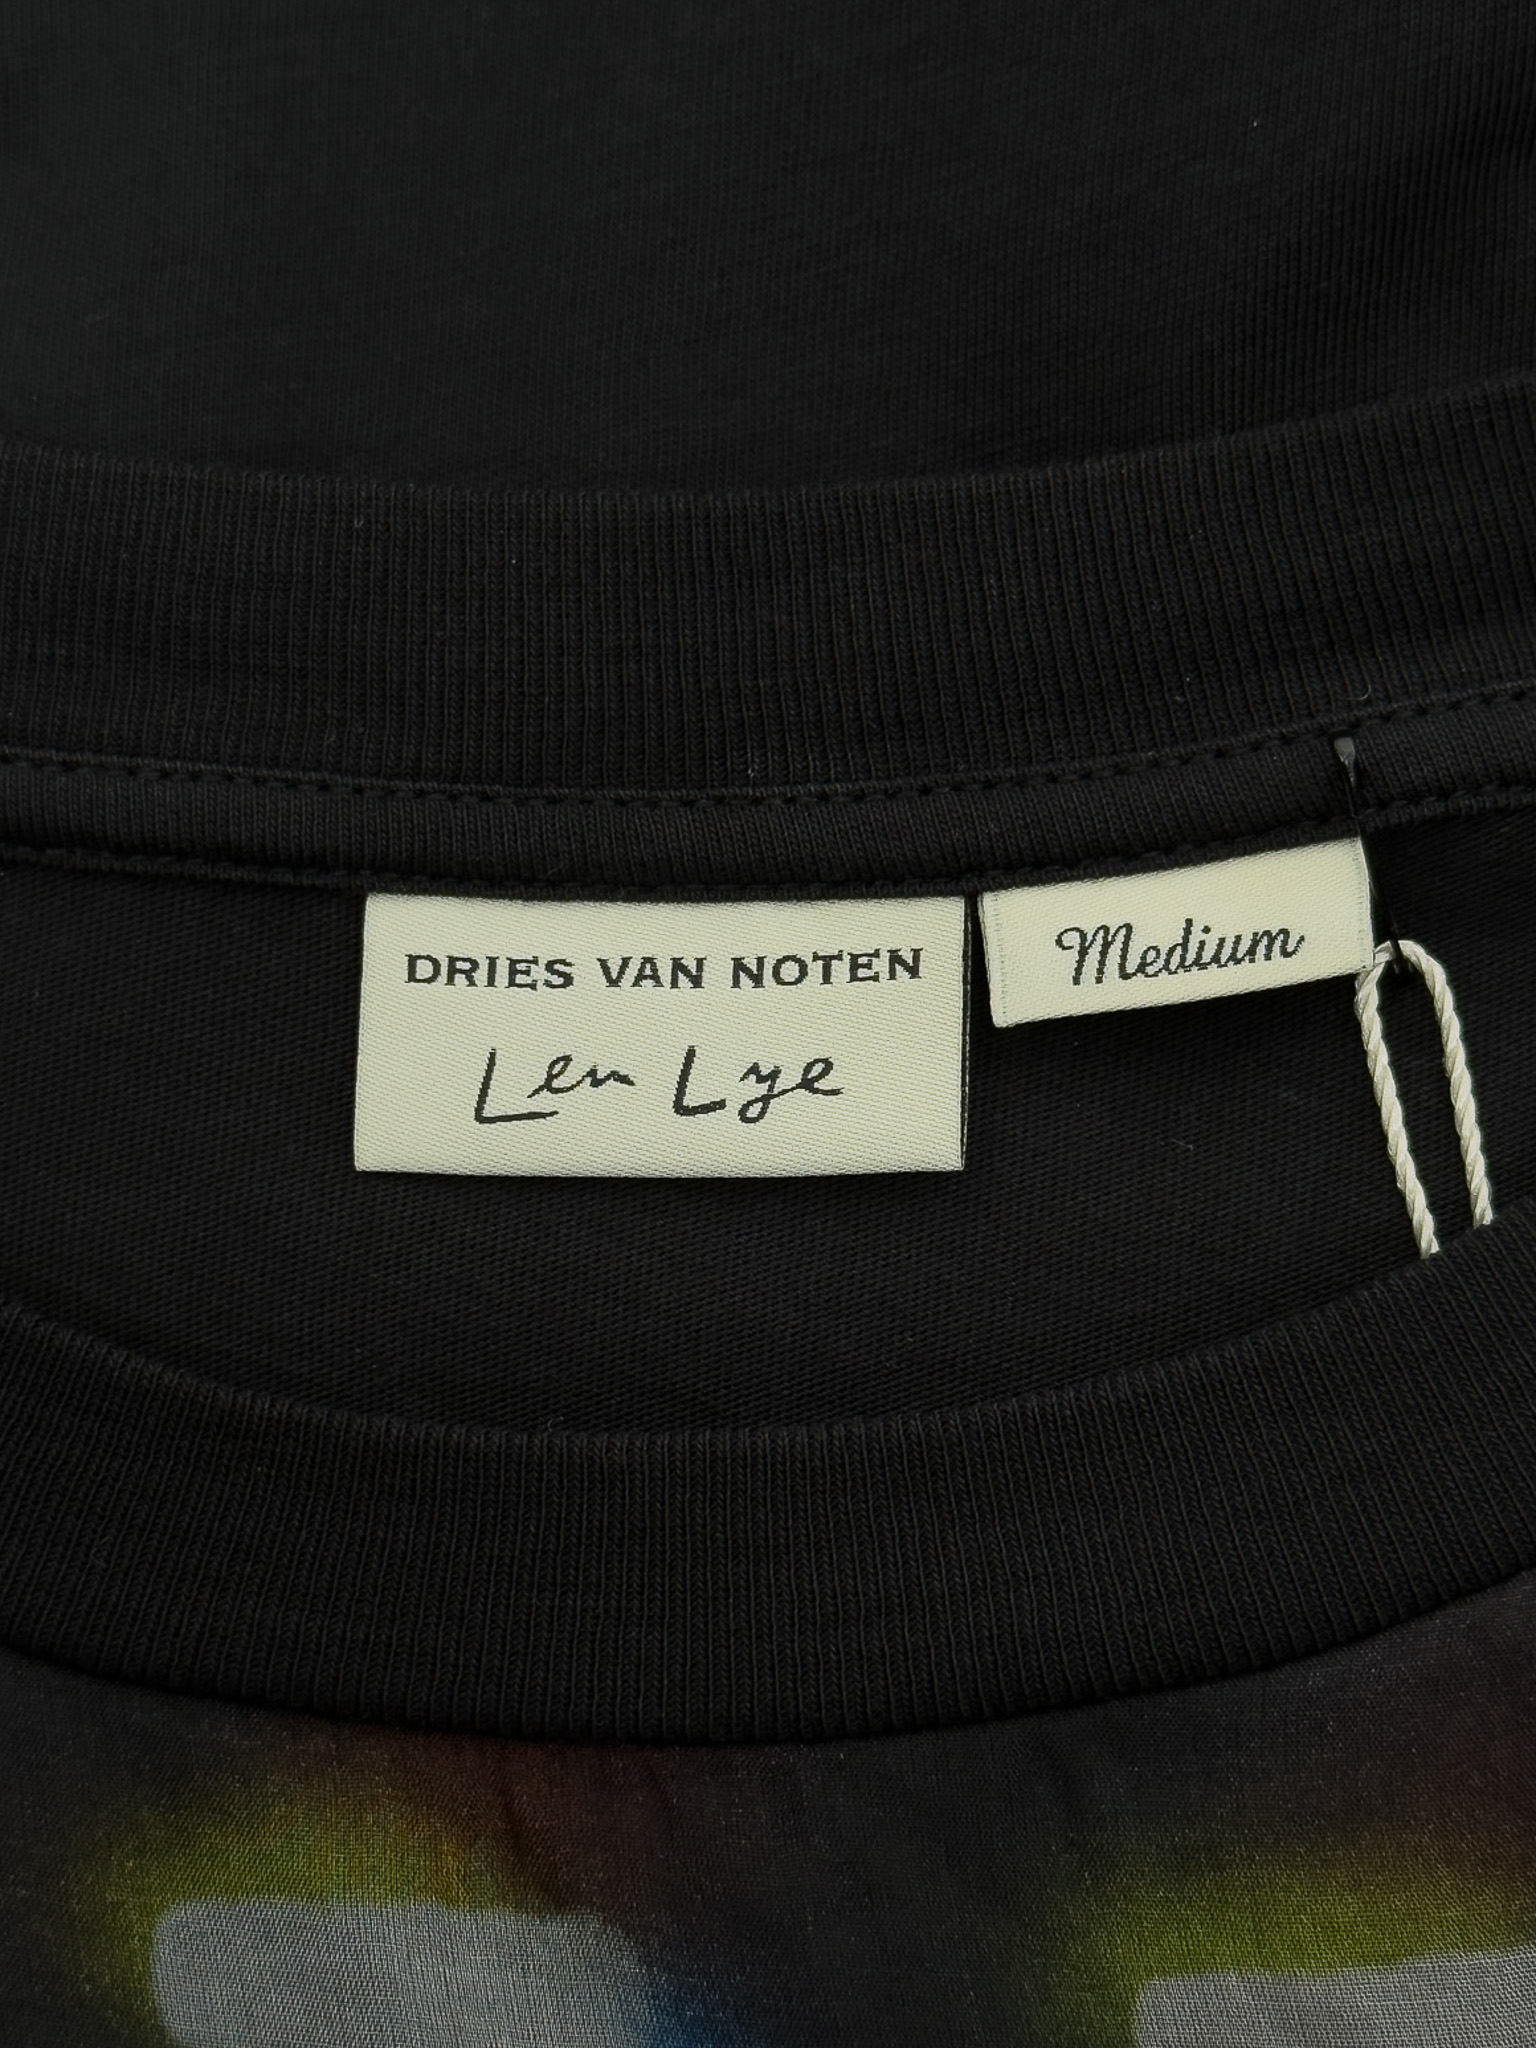 DRIES VAN NOTEN
Len Lye
Medium